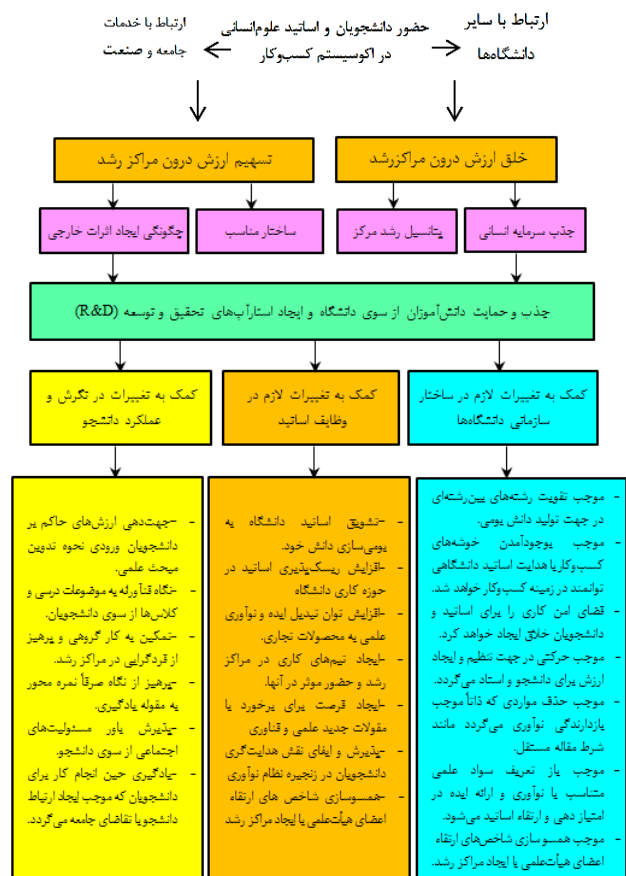 ارتباط با سایر
دانشگاه‌ها
حضور دانشجویان و اساتید علوم‌انسانی
در اکوسیستم کسب‌وکار
ارتباط با خدمات
جامعه و صنعت
خلق ارزش درون مراکزرشد
تسهیم ارزش درون مراکز رشد
جذب سرمایه انسانی
پتانسیل رشد مرکز
ساختار مناسب
چگونگی ایجاد اثرات خارجی
جذب و حمایت دانش‌آموزان از سوی دانشگاه و ایجاد استارآپ‌های تحقیق و توسعه (R&D)
کمک به تغییرات لازم در ساختار
سازمانی دانشگاه‌ها
کمک به تغییرات لازم در
وظایف اساتید
کمک به تغییرات در نگرش و
عملکرد دانشجو
- موجب تقویت رشته‌های بین‌رشته‌ای
در جهت تولید دانش بومی.
- موجب بوجودآمدن خوشه‌های
کسب‌وکار با هدایت اساتید دانشگاهی
توانمند در زمینه کسب‌وکار خواهد شد.
- فضای امن کاری را برای اساتید و
دانشجویان خلاق ایجاد خواهد کرد.
- موجب حرکتی در جهت تنظیم و ایجاد
ارزش برای دانشجو و استاد می‌گردد.
- موجب حذف مواردی که ذاتاً موجب
بازدارندگی نوآوری می‌گردد مانند
شرط مقاله مستقل.
- موجب باز تعریف سواد علمی
متناسب با نوآوری و ارائه ایده در
امتیاز دهی و ارتقاء اساتید می‌شود.
- موجب همسوسازی شاخص‌های ارتقاء
اعضای هیأت‌علمی با ایجاد مراکز رشد.
- -تشویق اساتید دانشگاه به
بومی‌سازی دانش خود.
- -افزایش ریسک‌پذیری اساتید در
حوزه کاری دانشگاه
- -افزایش توان تبدیل ایده و نوآوری
علمی به محصولات تجاری.
- -ایجاد تیم‌های کاری در مراکز
رشد و حضور موثر در آنها.
- -ایجاد فرصت برای برخورد با
مقولات جدید علمی و فناوری
- -پذیرش و ایفای نقش هدایت‌گری
دانشجویان در زنجیره نظام نوآوری
- -همسوسازی شاخص های ارتقاء
اعضای هیأت‌علمی با ایجاد مراکز رشد
- -جهت‌دهی ارزش‌های حاکم بر
دانشجویان ورودی نحوه تدوین
مبحث علمی.
- -نگاه فنآورانه به موضوعات درسی و
کلاس‌ها از سوی دانشجویان.
- -تمکین به کار گروهی و پرهیز
از فردگرایی در مراکز رشد.
- -پرهیز از نگاه صرفاً نمره محور
به مقوله یادگیری.
- -پذیرش باور مسئولیت‌های
اجتماعی از سوی دانشجو.
- -یادگیری حین انجام کار برای
دانشجویان که موجب ایجاد ارتباط
دانشجو با تقاضای جامعه می‌گردد.